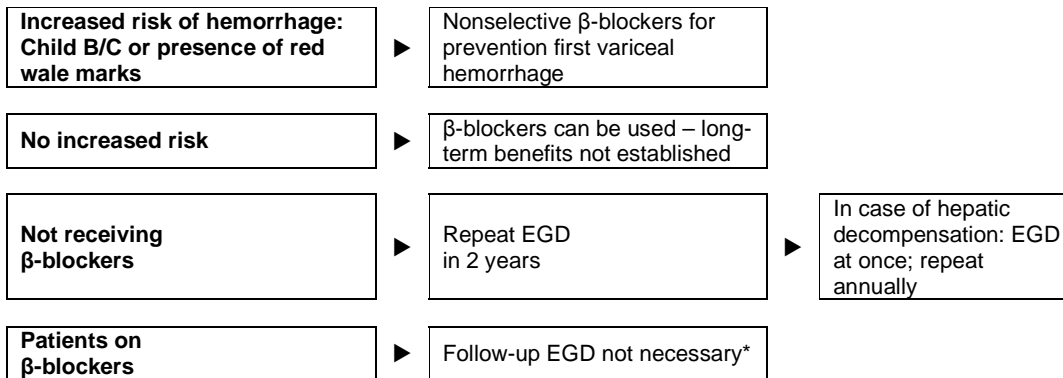 Increased risk of hemorrhage:
Child B/C or presence of red
wale marks
Nonselective β-blockers for
prevention first variceal
hemorrhage
No increased risk
β-blockers can be used – long-
term benefits not established
Not receiving
β-blockers
Repeat EGD
in 2 years
In case of hepatic
decompensation: EGD
at once; repeat
annually
Patients on
β-blockers
Follow-up EGD not necessary*